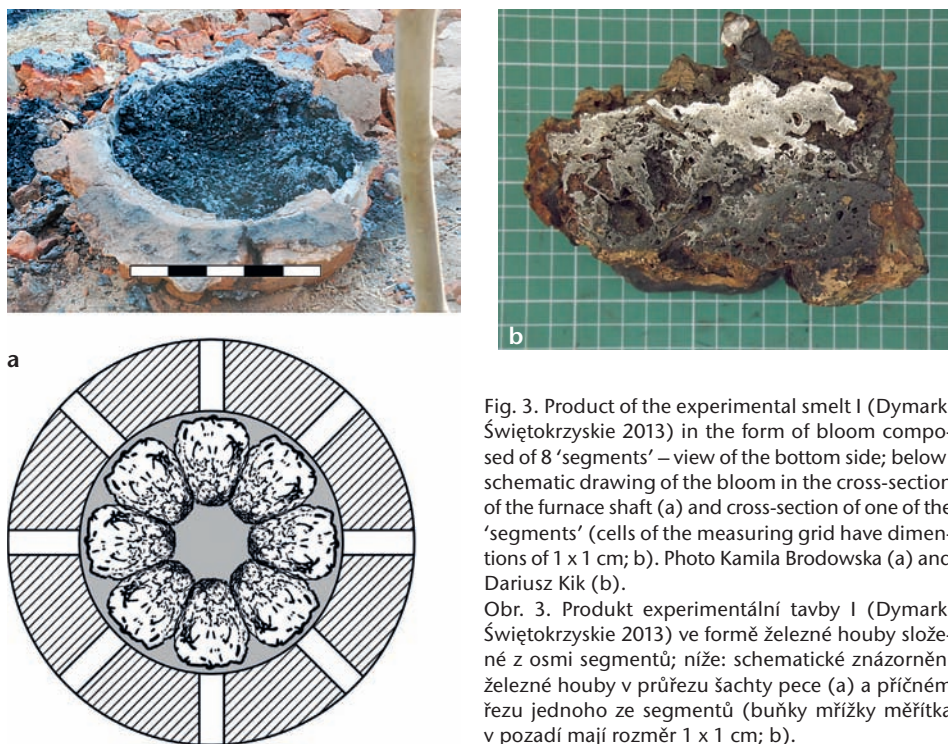 a
b
Fig. 3. Product of the experimental smelt I (Dymark
Świętokrzyskie 2013) in the form of bloom compo-
sed of 8 ‘segments’ – view of the bottom side; below
schematic drawing of the bloom in the cross-section
of the furnace shaft (a) and cross-section of one of the
‘segments’ (cells of the measuring grid have dimen-
tions of 1 x 1 cm; b). Photo Kamila Brodowska (a) and
Dariusz Kik (b).
Obr. 3. Produkt experimentální tavby I (Dymark
Świętokrzyskie 2013) ve formě železné houby slože-
né z osmi segmentů; níže: schematické znázorněn
železné houby v průřezu šachty pece (a) a příčném
řezu jednoho ze segmentů (buňky mřížky měřítka
v pozadí mají rozměr 1 x 1 cm; b).